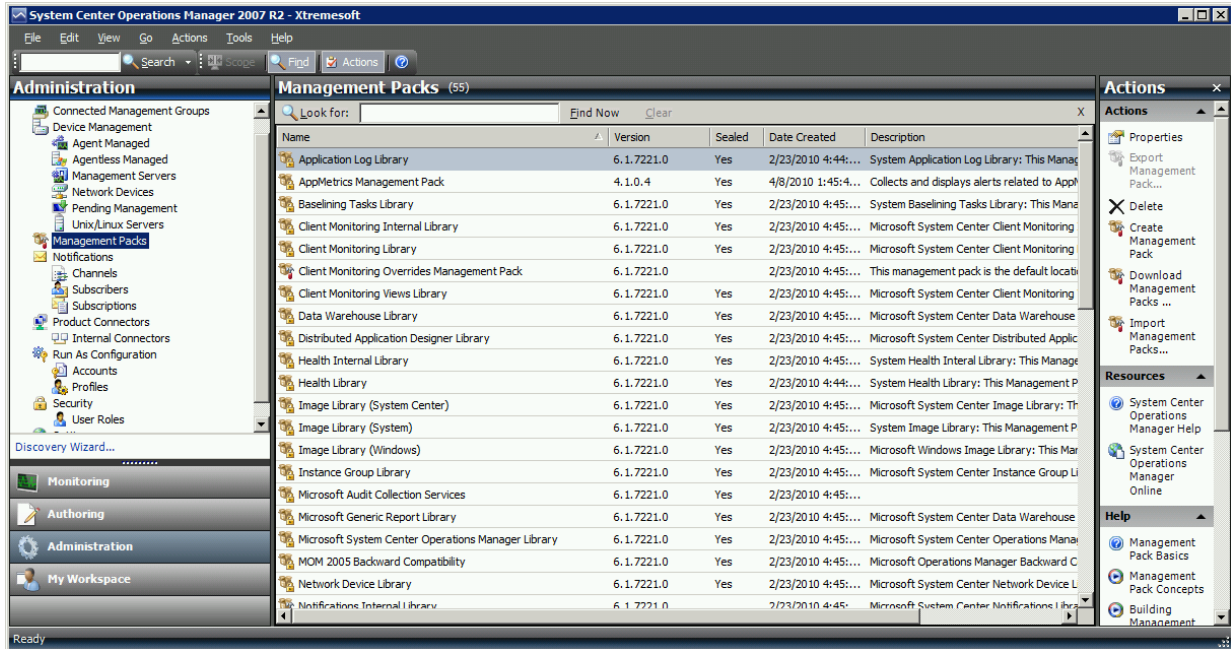 System Center Operations Manager 2007 R2 - Xtremesoft
File Edit View Go Actions Tools Help
Search Scope Find Actions
Administration
Connected Management Groups
Device Management
Agent Managed
Agentless Managed
Management Servers
Network Devices
Pending Management
Unix/Linux Servers
Management Packs
Notifications
Channels
Subscribers
Subscriptions
Product Connectors
Internal Connectors
Run As Configuration
Accounts
Profiles
Security
User Roles
Discovery Wizard...
Monitoring
Authoring
Administration
My Workspace
Management Packs (55)
Look for: Find Now Clear X
Name Version Sealed Date Created Description
Application Log Library 6.1.7221.0 Yes 2/23/2010 4:44:... System Application Log Library: This Manag
AppMetrics Management Pack 4.1.0.4 Yes 4/8/2010 1:45:4... Collects and displays alerts related to App
Baselining Tasks Library 6.1.7221.0 Yes 2/23/2010 4:45:... System Baselining Tasks Library: This Mana
Client Monitoring Internal Library 6.1.7221.0 Yes 2/23/2010 4:45:... Microsoft System Center Client Monitoring
Client Monitoring Library 6.1.7221.0 Yes 2/23/2010 4:45:... Microsoft System Center Client Monitoring
Client Monitoring Overrides Management Pack 6.1.7221.0 2/23/2010 4:45:... This management pack is the default locati
Client Monitoring Views Library 6.1.7221.0 Yes 2/23/2010 4:45:... Microsoft System Center Client Monitoring
Data Warehouse Library 6.1.7221.0 Yes 2/23/2010 4:45:... Microsoft System Center Data Warehouse
Distributed Application Designer Library 6.1.7221.0 Yes 2/23/2010 4:45:... Microsoft System Center Distributed Applic
Health Internal Library 6.1.7221.0 Yes 2/23/2010 4:45:... System Health Interal Library: This Manage
Health Library 6.1.7221.0 Yes 2/23/2010 4:44:... System Health Library: This Management P
Image Library (System Center) 6.1.7221.0 Yes 2/23/2010 4:45:... Microsoft System Center Image Library: Th
Image Library (System) 6.1.7221.0 Yes 2/23/2010 4:45:... System Image Library: This Management P
Image Library (Windows) 6.1.7221.0 Yes 2/23/2010 4:45:... Microsoft Windows Image Library: This Man
Instance Group Library 6.1.7221.0 Yes 2/23/2010 4:45:... Microsoft System Center Instance Group Li
Microsoft Audit Collection Services 6.1.7221.0 Yes 2/23/2010 4:45:...
Microsoft Generic Report Library 6.1.7221.0 Yes 2/23/2010 4:45:... Microsoft System Center Data Warehouse
Microsoft System Center Operations Manager Library 6.1.7221.0 Yes 2/23/2010 4:45:... Microsoft System Center Operations Manag
MOM 2005 Backward Compatibility 6.1.7221.0 Yes 2/23/2010 4:45:... Microsoft Operations Manager Backward C
Network Device Library 6.1.7221.0 Yes 2/23/2010 4:45:... Microsoft System Center Network Device L
Notifications Internal Library 6.1.7221.0 Yes 2/23/2010 4:45: Microsoft System Center Notifications Libra
Actions ×
Actions
Properties
Export
Management
Pack...
Delete
Create
Management
Pack
Download
Management
Packs ...
Import
Management
Packs...
Resources
System Center
Operations
Manager Help
System Center
Operations
Manager
Online
Help
Management
Pack Basics
Management
Pack Concepts
Building
Management
Ready